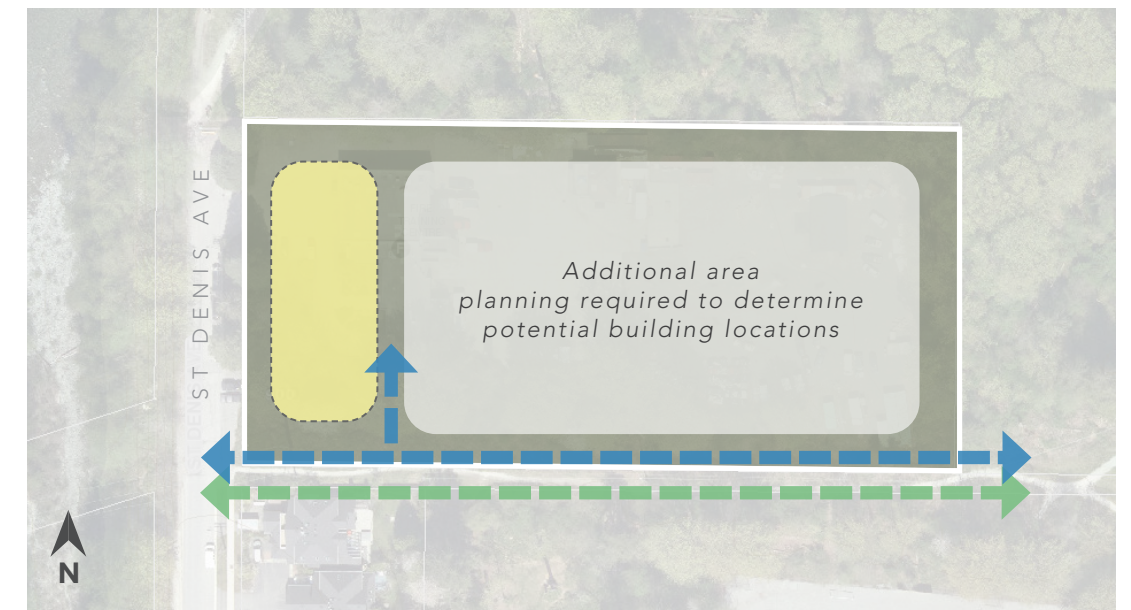 ST DENIS AVE
Additional area
planning required to determine
potential building locations
N